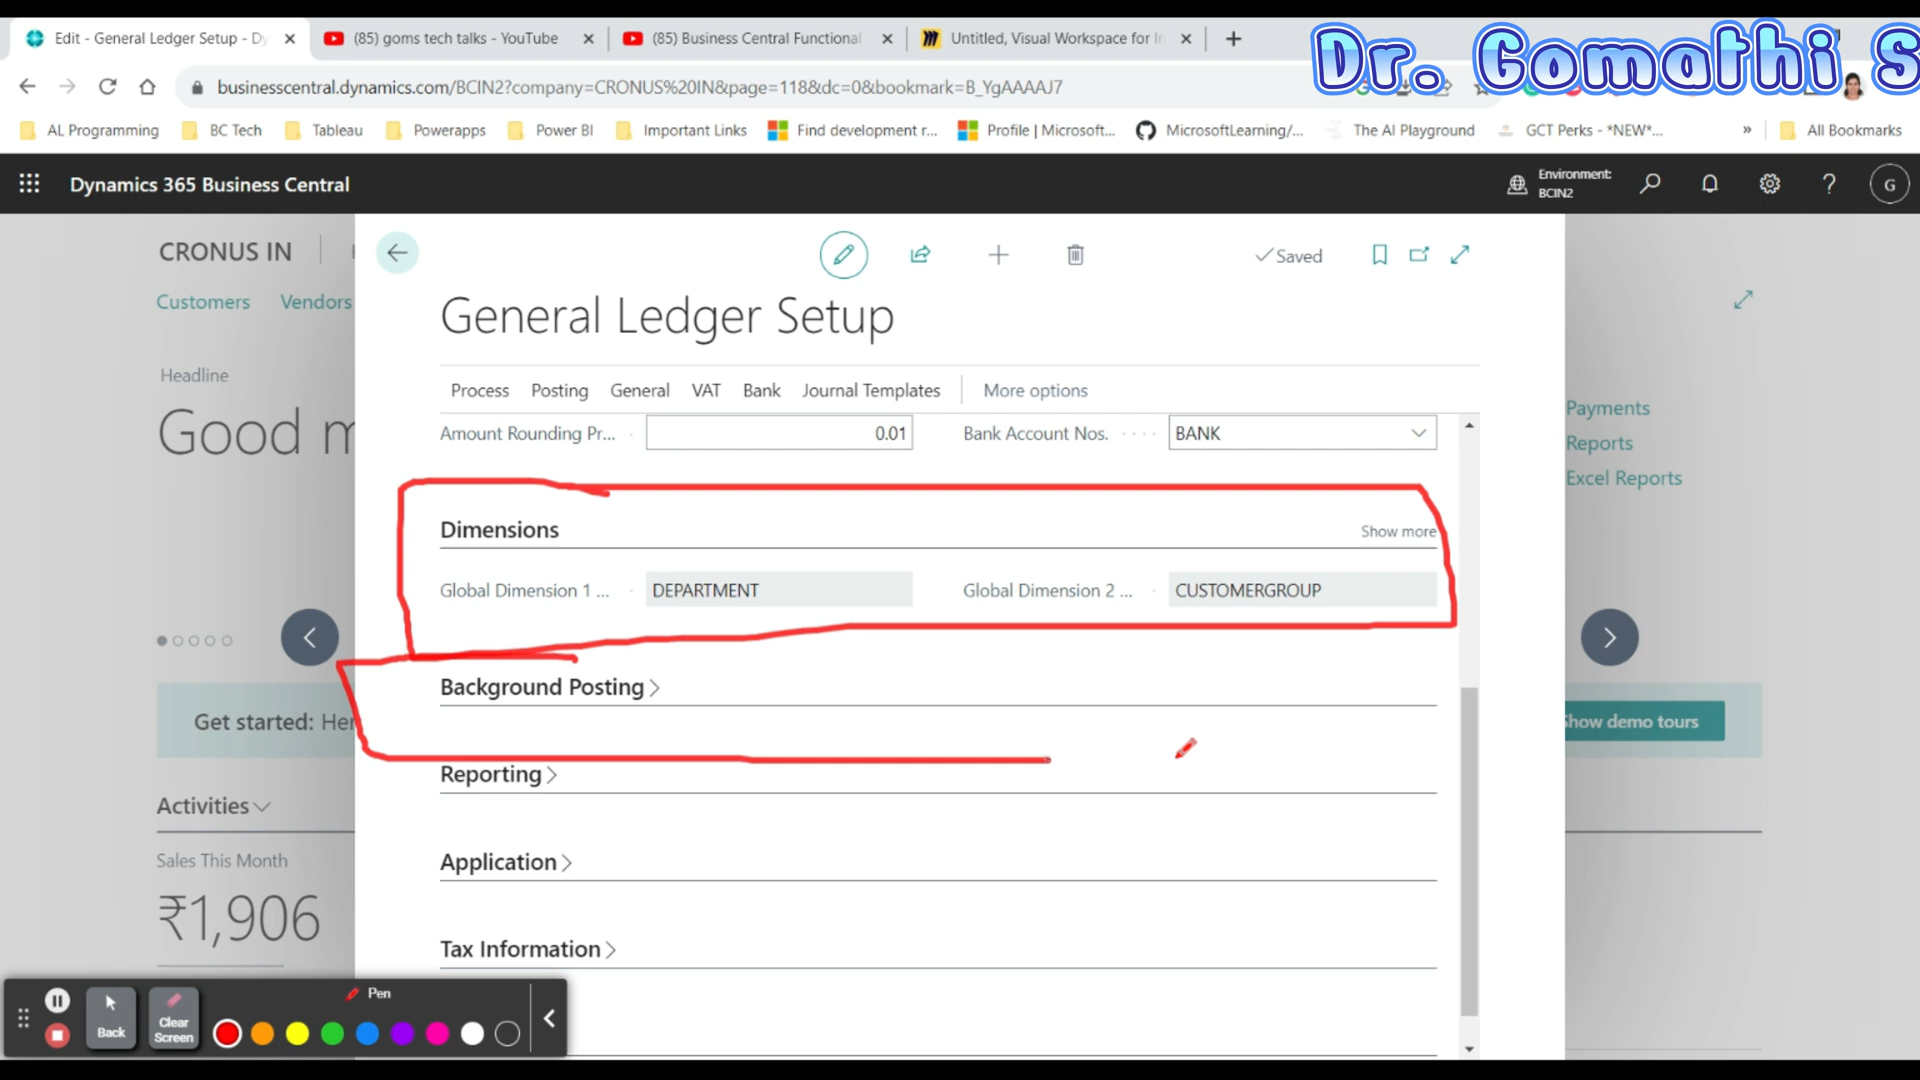 Edit - General Ledger Setup - Dy
(85) goms tech talks - YouTube
(85) Business Central Functional
Untitled, Visual Workspace for In
Dr. Gomathi S
businesscentral.dynamics.com/BCIN2?company=CRONUS%20IN&page=118&dc=0&bookmark=B_YgAAAAJ7
AL Programming
BC Tech
Tableau
Powerapps
Power BI
Important Links
Find development r...
Profile | Microsoft...
MicrosoftLearning/...
The AI Playground
GCT Perks - *NEW*...
»
All Bookmarks
Dynamics 365 Business Central
Environment:
BCIN2
G
CRONUS IN
Saved
Customers
Vendors
General Ledger Setup
Headline
Good m
Process
Posting
General
VAT
Bank
Journal Templates
More options
Payments
Reports
Excel Reports
Amount Rounding Pr...
0.01
Bank Account Nos.
BANK
Dimensions
Show more
Global Dimension 1 ...
DEPARTMENT
Global Dimension 2 ...
CUSTOMERGROUP
Background Posting
Get started: Her
how demo tours
Reporting
Activities
Sales This Month
Application
₹1,906
Tax Information
Pen
Back
Clear
Screen